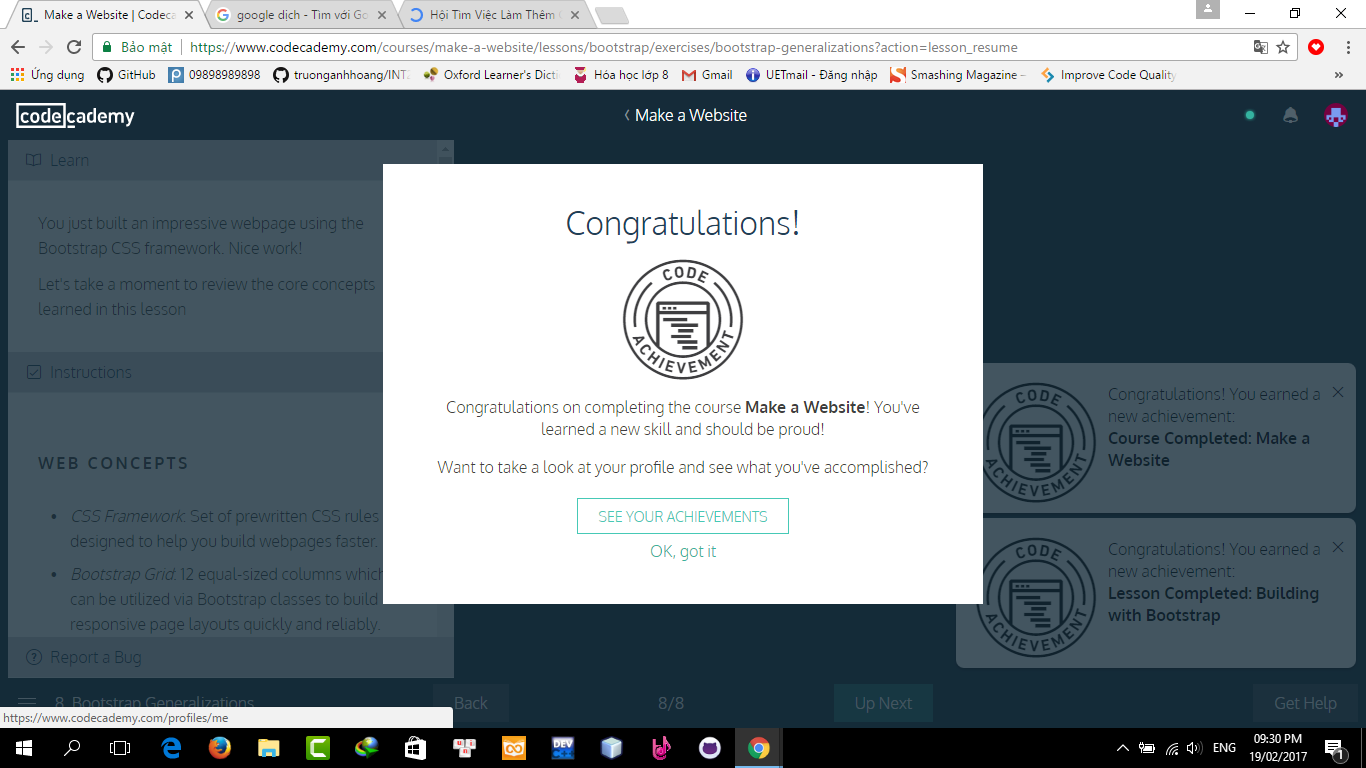 Make a Website | Codeca
google dịch - Tìm với Go
Hội Tìm Việc Làm Thêm
Bảo mật
https://www.codecademy.com/courses/make-a-website/lessons/bootstrap/exercises/bootstrap-generalizations?action=lesson_resume
Ứng dụng
GitHub
09898989898
truonganhhoang/INT2
Oxford Learner's Dicti
Hóa học lớp 8
Gmail
UETmail - Đăng nhập
Smashing Magazine –
Improve Code Quality
»
codecademy
Make a Website
Learn
You just built an impressive webpage using the
Bootstrap CSS framework. Nice work!
Let's take a moment to review the core concepts
learned in this lesson
Instructions
WEB CONCEPTS
• CSS Framework: Set of prewritten CSS rules
designed to help you build webpages faster.
• Bootstrap Grid: 12 equal-sized columns which
can be utilized via Bootstrap classes to build
responsive page layouts quickly and reliably.
Report a Bug
Congratulations!
CODE
ACHIEVEMENT
Congratulations on completing the course Make a Website! You've
learned a new skill and should be proud!
Want to take a look at your profile and see what you've accomplished?
SEE YOUR ACHIEVEMENTS
OK, got it
CODE
ACHIEVEMENT
Congratulations! You earned a
new achievement:
Course Completed: Make a
Website
CODE
ACHIEVEMENT
Congratulations! You earned a
new achievement:
Lesson Completed: Building
with Bootstrap
8. Bootstrap Generalizations
Back
8/8
Up Next
Get Help
https://www.codecademy.com/profiles/me
DEV
ENG
09:30 PM
19/02/2017
1